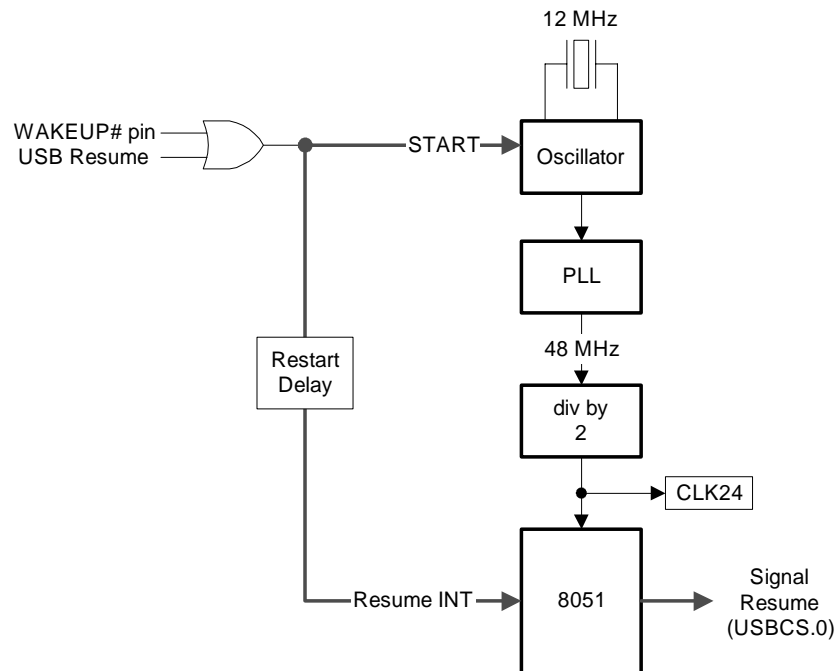 12 MHz
WAKEUP# pin
USB Resume
START
Oscillator
PLL
48 MHz
Restart
Delay
div by
2
CLK24
Resume INT
8051
Signal
Resume
(USBCS.0)